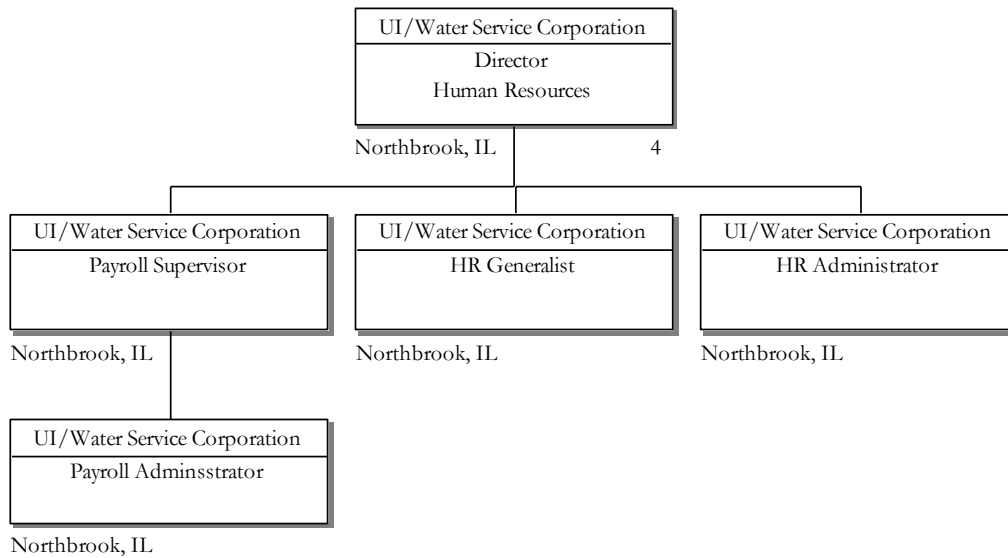 UI/Water Service Corporation
Director
Human Resources
Northbrook, IL 4
UI/Water Service Corporation
Payroll Supervisor
Northbrook, IL
UI/Water Service Corporation
HR Generalist
Northbrook, IL
UI/Water Service Corporation
HR Administrator
Northbrook, IL
UI/Water Service Corporation
Payroll Adminsstrator
Northbrook, IL